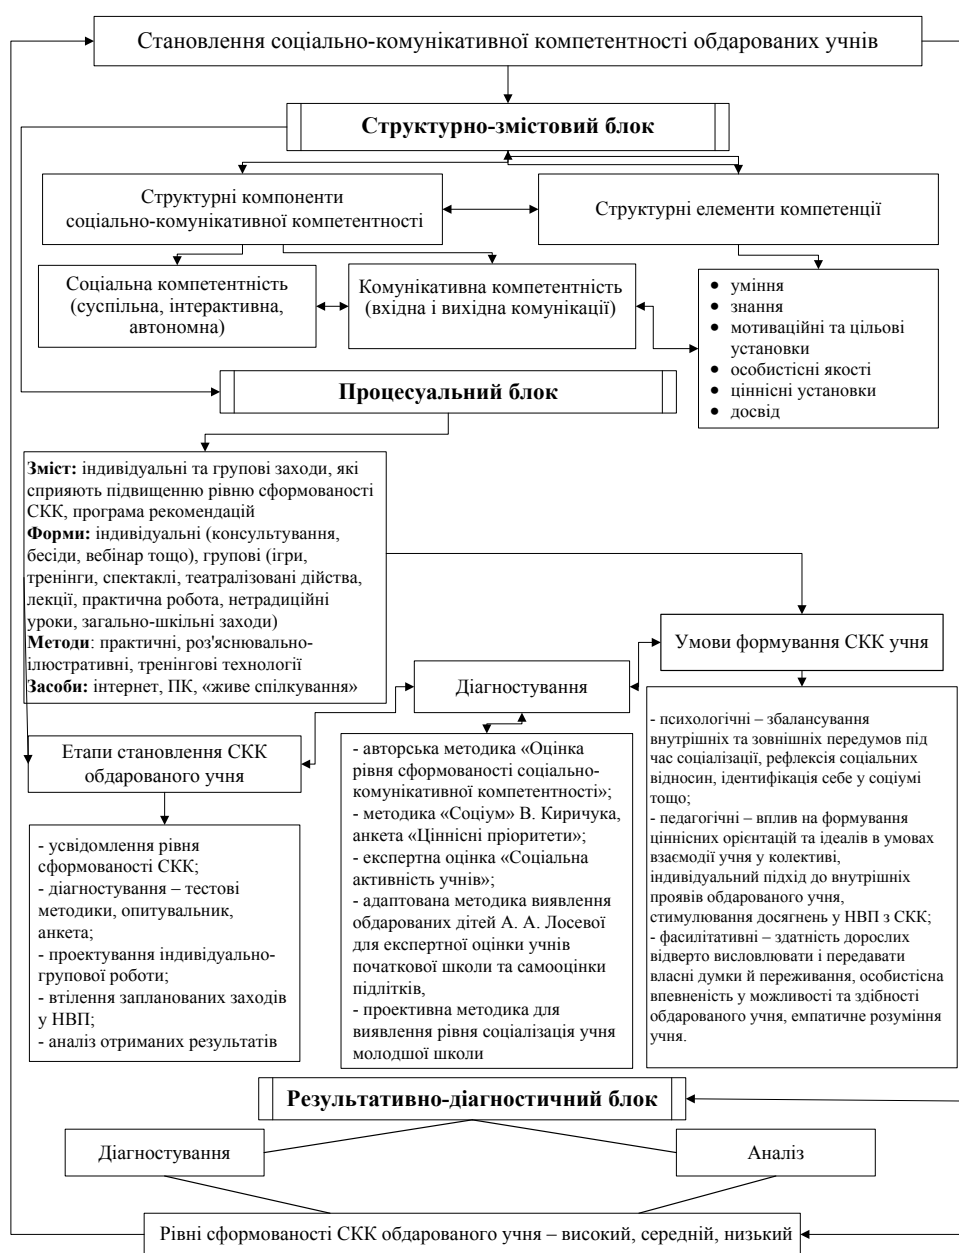 Становлення соціально-комунікативної компетентності обдарованих учнів
Структурно-змістовий блок
Структурні компоненти
соціально-комунікативної компетентності
Структурні елементи компетенції
Соціальна компетентність
(суспільна, інтерактивна,
автономна)
Комунікативна компетентність
(вхідна і вихідна комунікації)
● уміння
● знання
● мотиваційні та цільові
установки
● особистісні якості
● ціннісні установки
● досвід
Процесуальний блок
Зміст: індивідуальні та групові заходи, які
сприяють підвищенню рівню сформованості
СКК, програма рекомендацій
Форми: індивідуальні (консультування,
бесіди, вебінар тощо), групові (ігри,
тренінги, спектаклі, театралізовані дійства,
лекції, практична робота, нетрадиційні
уроки, загально-шкільні заходи)
Методи: практичні, роз'яснювально-
ілюстративні, тренінгові технології
Засоби: інтернет, ПК, «живе спілкування»
Умови формування СКК учня
Діагностування
Етапи становлення СКК
обдарованого учня
- усвідомлення рівня
сформованості СКК;
- діагностування – тестові
методики, опитувальник,
анкета;
- проектування індивідуально-
групової роботи;
- втілення запланованих заходів
у НВП;
- аналіз отриманих результатів
- авторська методика «Оцінка
рівня сформованості соціально-
комунікативної компетентності»;
- методика «Соціум» В. Киричука,
анкета «Ціннісні пріоритети»;
- експертна оцінка «Соціальна
активність учнів»;
- адаптована методика виявлення
обдарованих дітей А. А. Лосевої
для експертної оцінки учнів
початкової школи та самооцінки
підлітків,
- проективна методика для
виявлення рівня соціалізація учня
молодшої школи
- психологічні – збалансування
внутрішніх та зовнішніх передумов під
час соціалізації, рефлексія соціальних
відносин, ідентифікація себе у соціумі
тощо;
- педагогічні – вплив на формування
ціннісних орієнтацій та ідеалів в умовах
взаємодії учня у колективі,
індивідуальний підхід до внутрішніх
проявів обдарованого учня,
стимулювання досягнень у НВП з СКК;
- фасилітативні – здатність дорослих
відверто висловлювати і передавати
власні думки й переживання, особистісна
впевненість у можливості та здібності
обдарованого учня, емпатичне розуміння
учня.
Результативно-діагностичний блок
Діагностування
Аналіз
Рівні сформованості СКК обдарованого учня – високий, середній, низький